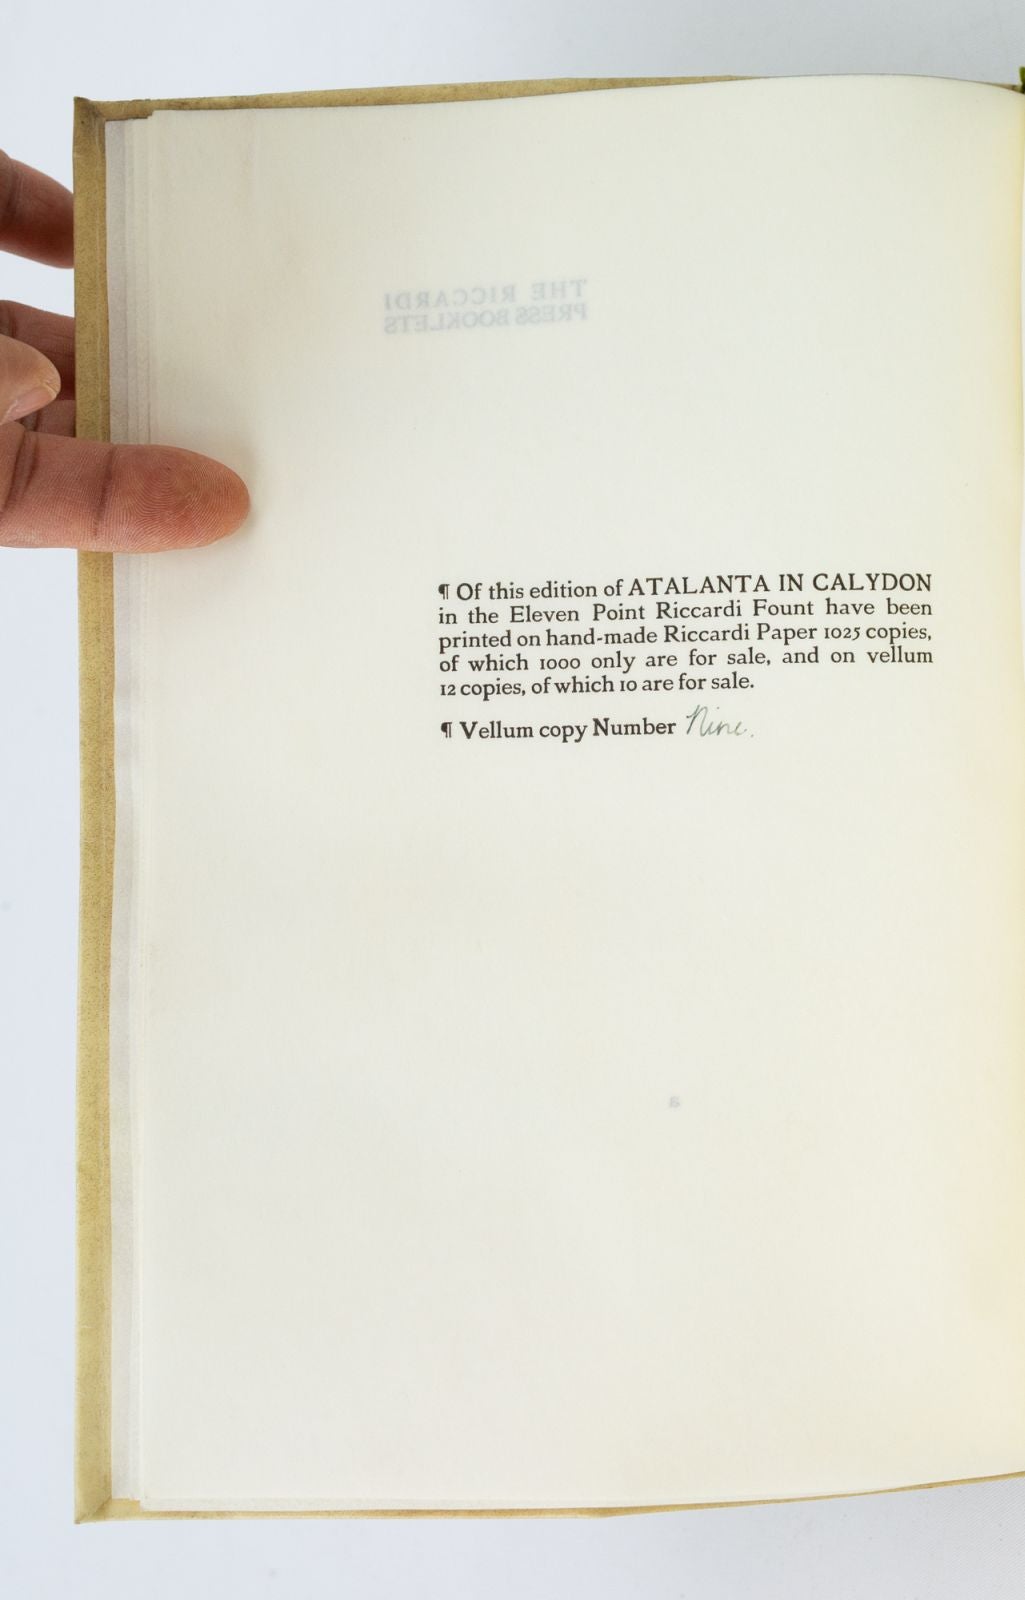 THE RICCARDI
PRESS BOOKLETS
¶ Of this edition of ATALANTA IN CALYDON
in the Eleven Point Riccardi Fount have been
printed on hand-made Riccardi Paper 1025 copies,
of which 1000 only are for sale, and on vellum
12 copies, of which 10 are for sale.
¶ Vellum copy Number Nine.
a